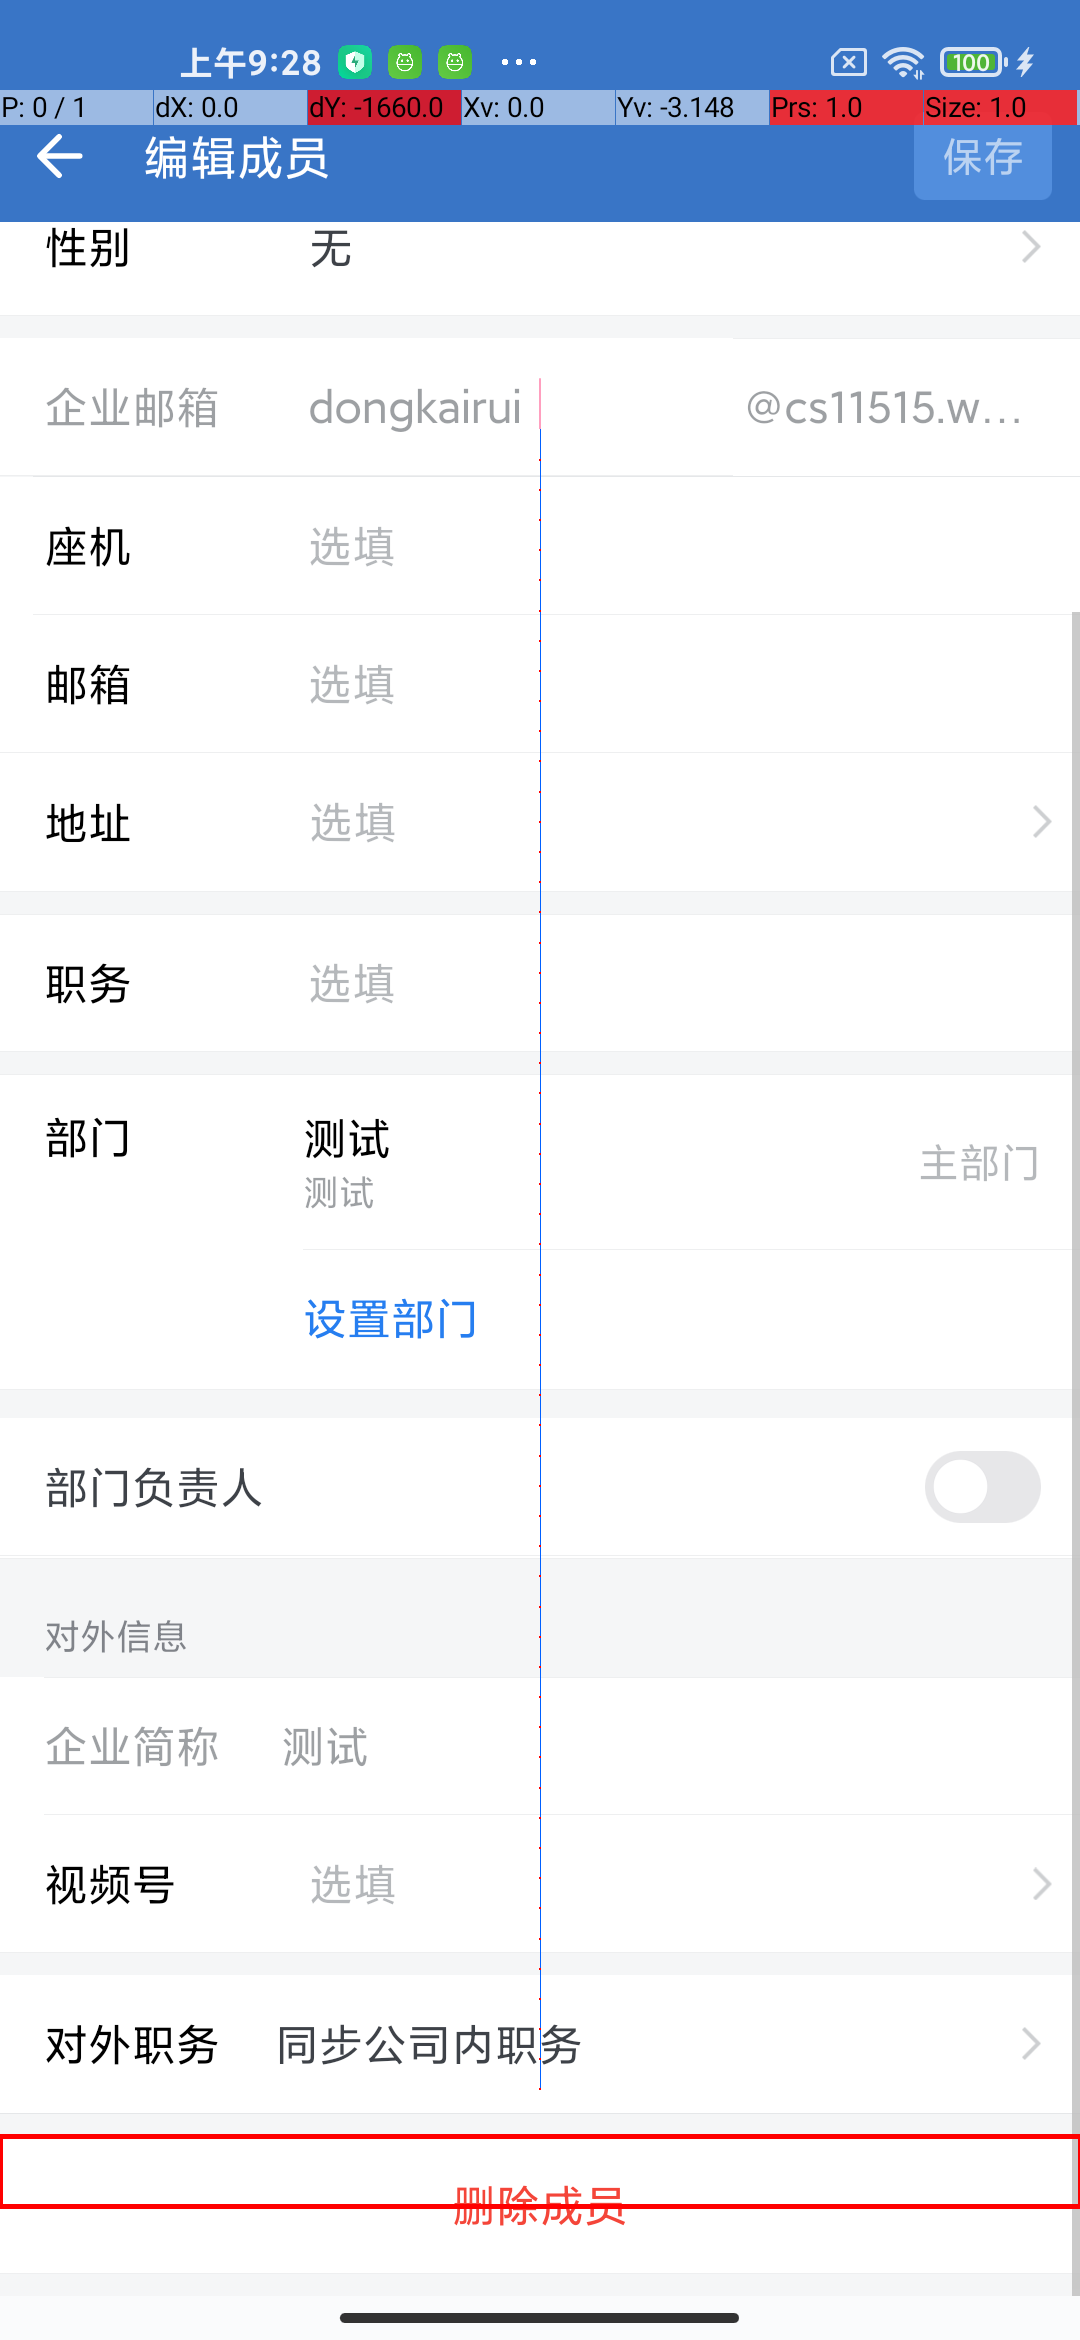 上午9:28 ··· 100
P: 0 / 1 dX: 0.0 dY: -1660.0 Xv: 0.0 Yv: -3.148 Prs: 1.0 Size: 1.0
编辑成员 保存
性别 无
企业邮箱 dongkairui @cs11515.w...
座机 选填
邮箱 选填
地址 选填
职务 选填
部门 测试 主部门
测试
设置部门
部门负责人
对外信息
企业简称 测试
视频号 选填
对外职务 同步公司内职务
删除成员